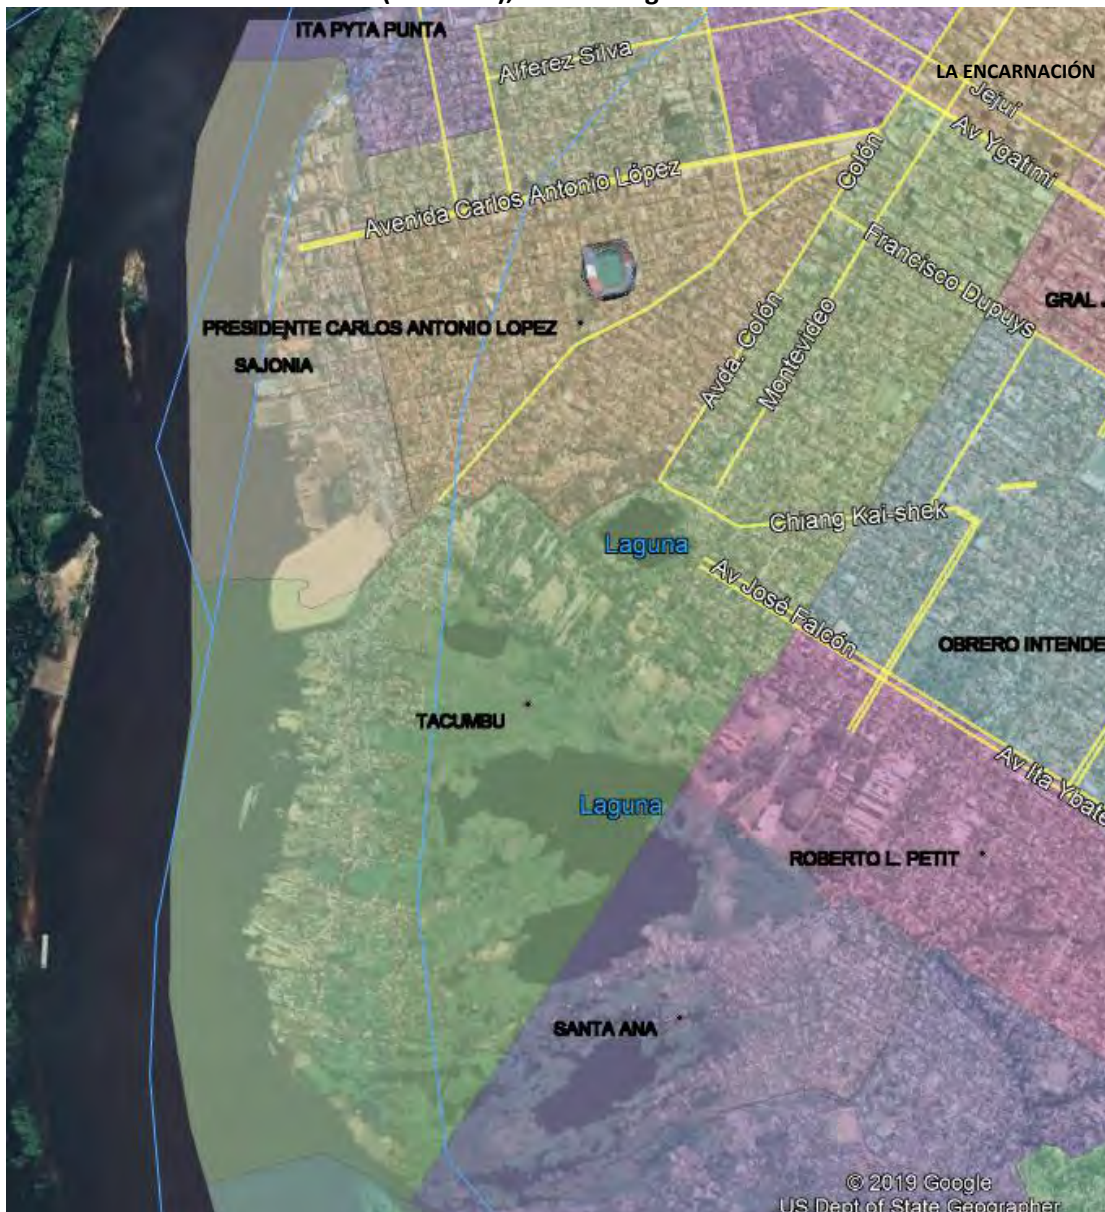 ITA PYTA PUNTA
Alferez Silva
LA ENCARNACIÓN
Jejuí
Av Ygatimi
Colón
Avenida Carlos Antonio López
Francisco Dupuys
GRAL
PRESIDENTE CARLOS ANTONIO LOPEZ
SAJONIA
Avda. Colón
Montevideo
Chiang Kai-shek
Laguna
Av José Falcón
OBRERO INTENDE
TACUMBU
Av Ita Ybate
Laguna
ROBERTO L. PETIT
SANTA ANA
© 2019 Google
US Dept of State Geographer